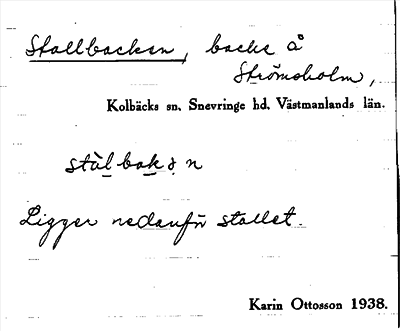 Stallbacken, backe å
Strömsholm,
Kolbäcks sn. Snevringe hd. Västmanlands län.
Ligger nedanför stallet.
Karin Ottosson 1938.